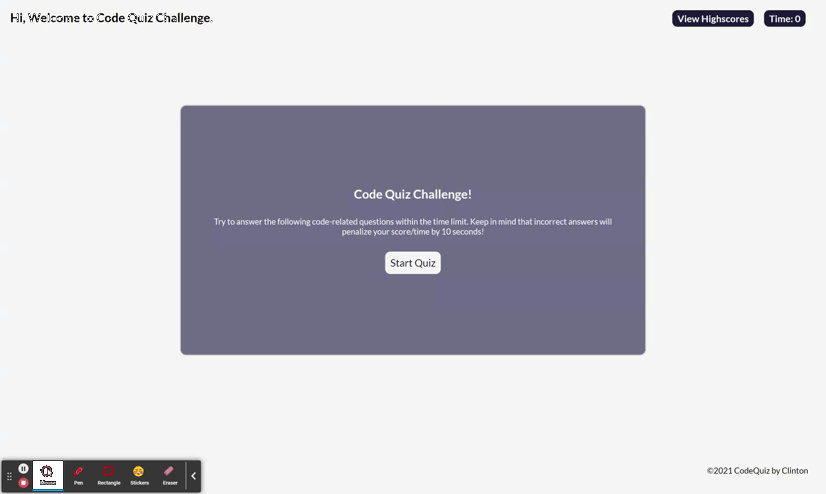 Hi, Welcome to Code Quiz Challenge.
View Highscores
Time: 0
Code Quiz Challenge!
Try to answer the following code-related questions within the time limit. Keep in mind that incorrect answers will
penalize your score/time by 10 seconds!
Start Quiz
©2021 CodeQuiz by Clinton
Mouse
Pen
Rectangle
Stickers
Eraser